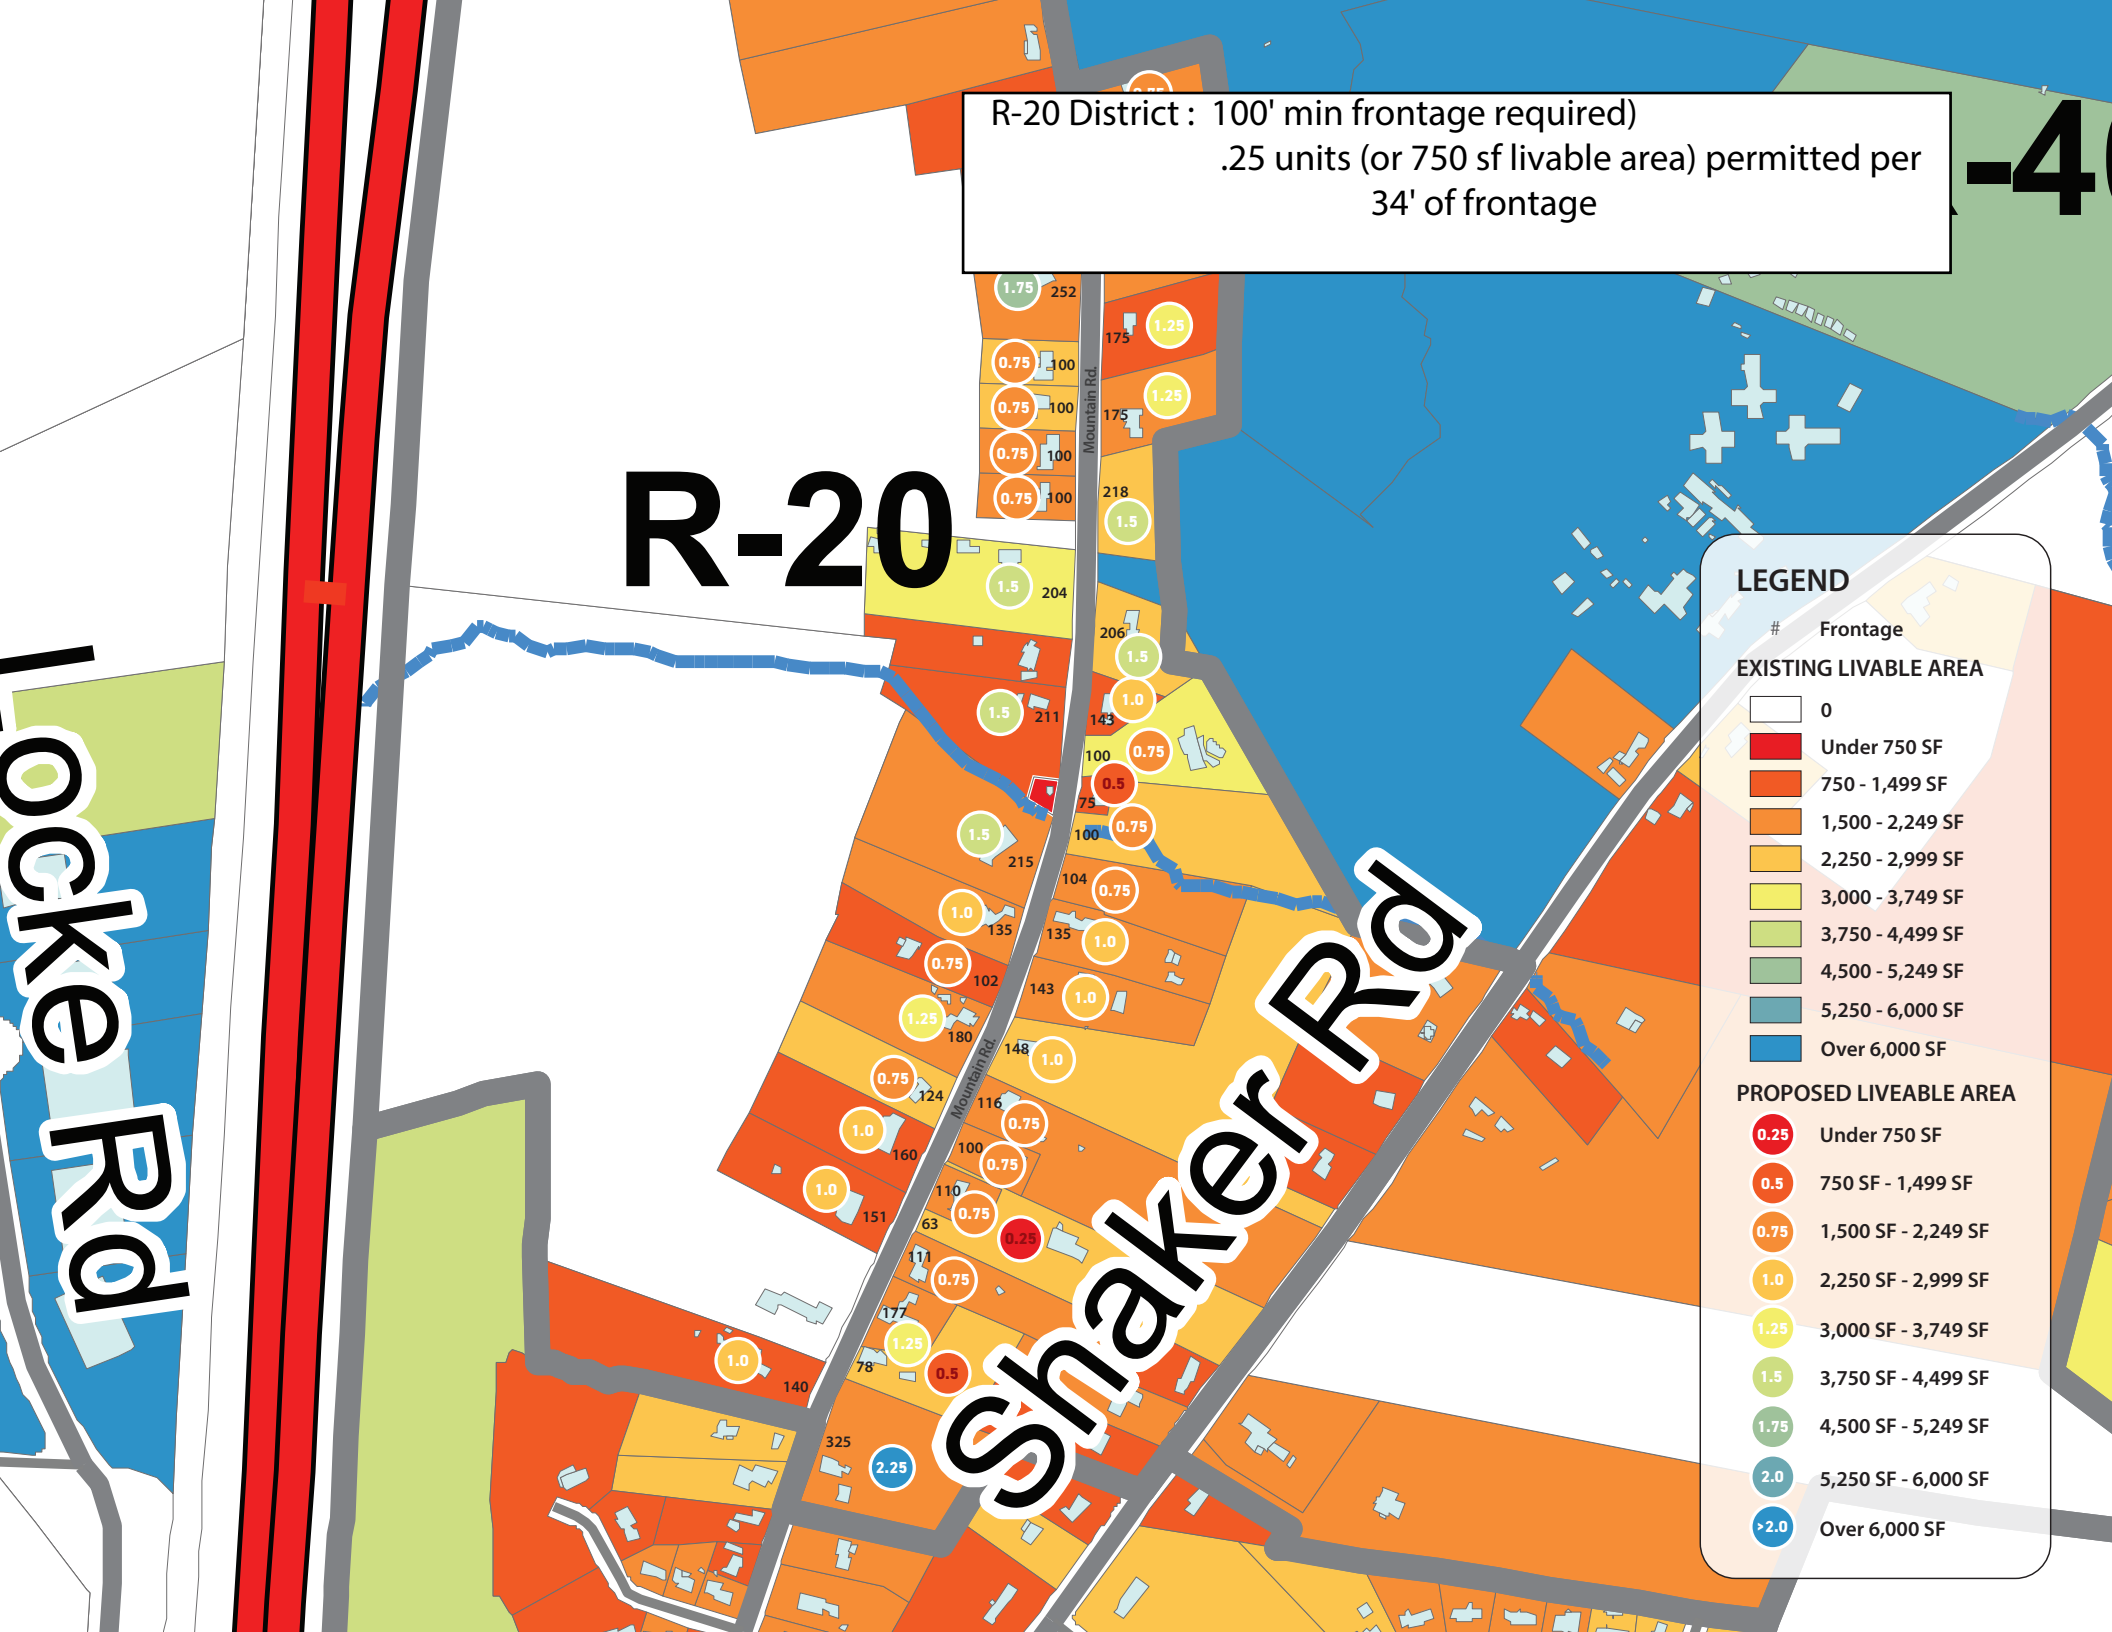 R-20 District :  100' min frontage required)
.25 units (or 750 sf livable area) permitted per
34' of frontage
-40
R-20
Locke Rd
Shaker Rd
Mountain Rd.
Mountain Rd.
1.75
252
175
1.25
0.75
100
0.75
100
175
1.25
0.75
100
0.75
100
218
1.5
1.5
204
206
1.5
1.0
143
1.5
211
100
0.75
0.5
75
100
0.75
1.5
215
104
0.75
1.0
135
135
1.0
0.75
102
143
1.0
1.25
180
148
1.0
0.75
124
116
0.75
1.0
160
100
0.75
1.0
151
110
0.75
63
0.25
111
0.75
177
1.25
78
0.5
1.0
140
325
2.25
LEGEND
# Frontage
EXISTING LIVABLE AREA
0
Under 750 SF
750 - 1,499 SF
1,500 - 2,249 SF
2,250 - 2,999 SF
3,000 - 3,749 SF
3,750 - 4,499 SF
4,500 - 5,249 SF
5,250 - 6,000 SF
Over 6,000 SF
PROPOSED LIVEABLE AREA
0.25 Under 750 SF
0.5 750 SF - 1,499 SF
0.75 1,500 SF - 2,249 SF
1.0 2,250 SF - 2,999 SF
1.25 3,000 SF - 3,749 SF
1.5 3,750 SF - 4,499 SF
1.75 4,500 SF - 5,249 SF
2.0 5,250 SF - 6,000 SF
>2.0 Over 6,000 SF